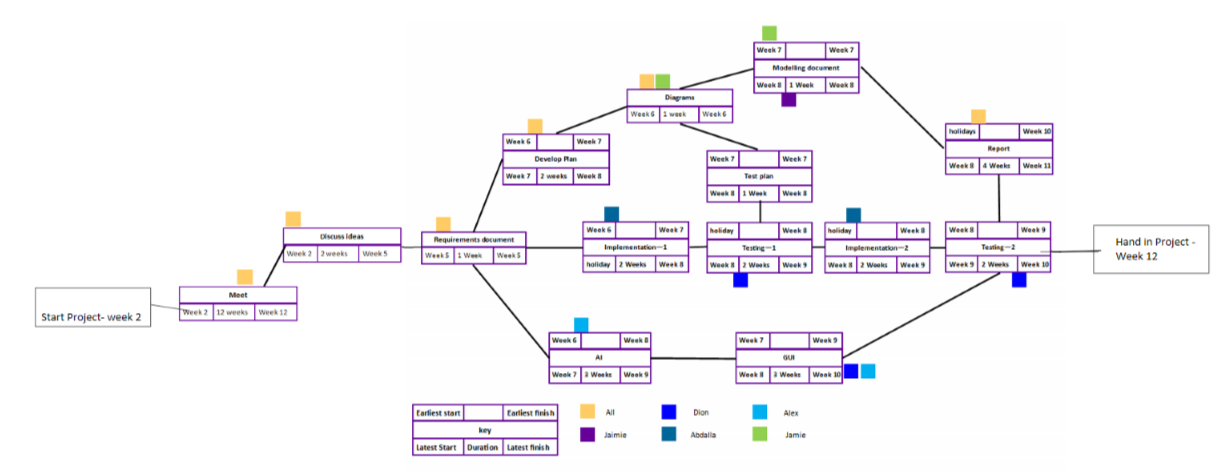 Week 7 Week 7
Modelling document
Week 8 1 Week Week 8
Diagrams
Week 6 1 week Week 6
holidays Week 10
Report
Week 8 4 Weeks Week 11
Week 6 Week 7
Develop Plan
Week 7 2 weeks Week 8
Week 7 Week 7
Test plan
Week 8 1 Week Week 8
Discuss ideas
Week 2 2 weeks Week 5
Requirements document
Week 5 1 Week Week 5
Week 6 Week 7
Implementation—1
holiday 2 Weeks Week 8
holiday Week 8
Testing—1
Week 8 2 Weeks Week 9
holiday Week 8
Implementation—2
Week 8 2 Weeks Week 9
Week 8 Week 9
Testing—2
Week 9 2 Weeks Week 10
Hand in Project -
Week 12
Start Project- week 2
Meet
Week 2 12 weeks Week 12
Week 6 Week 8
AI
Week 7 3 Weeks Week 9
Week 7 Week 9
GUI
Week 8 3 Weeks Week 10
Earliest start Earliest finish
key
Latest Start Duration Latest finish
All
Dion
Alex
Jaimie
Abdalla
Jamie